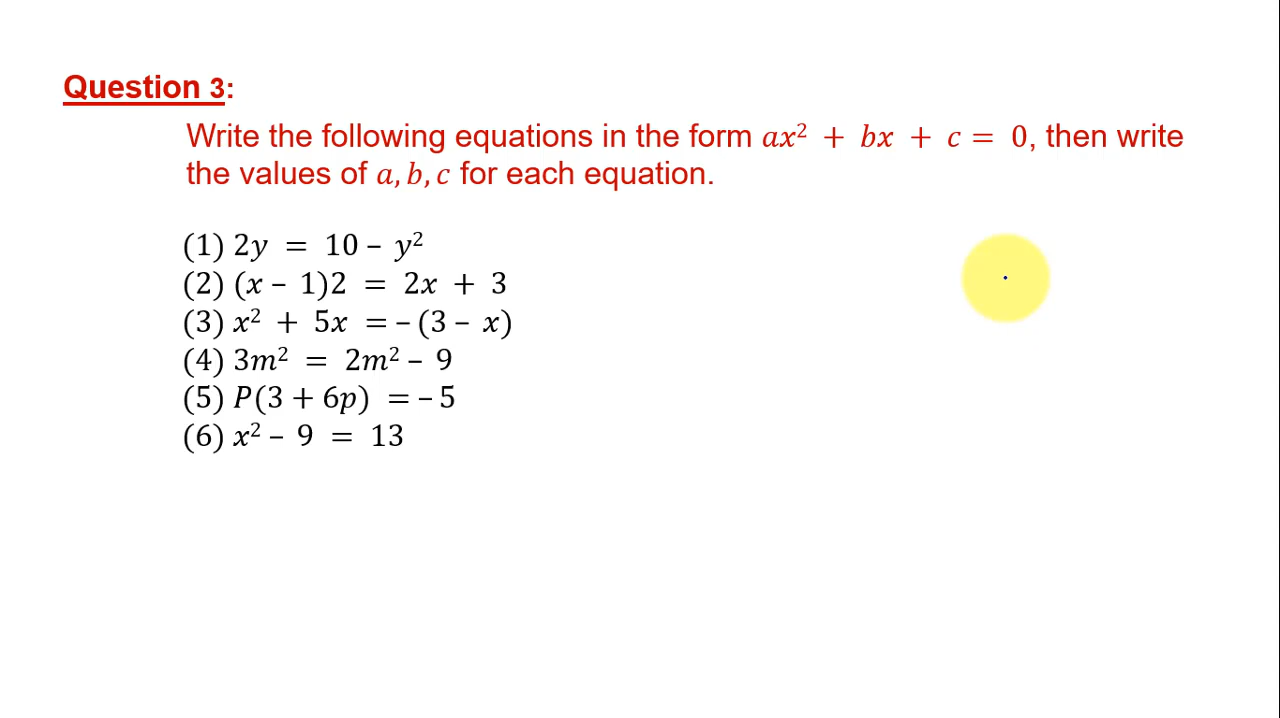 Question 3:
Write the following equations in the form 𝑎𝑥² + 𝑏𝑥 + 𝑐 = 0, then write
the values of 𝑎, 𝑏, 𝑐 for each equation.
(1) 2𝑦 = 10 – 𝑦²
(2) (𝑥 – 1)2 = 2𝑥 + 3
(3) 𝑥² + 5𝑥 = – (3 – 𝑥)
(4) 3𝑚² = 2𝑚² – 9
(5) 𝑃(3 + 6𝑝) = – 5
(6) 𝑥² – 9 = 13